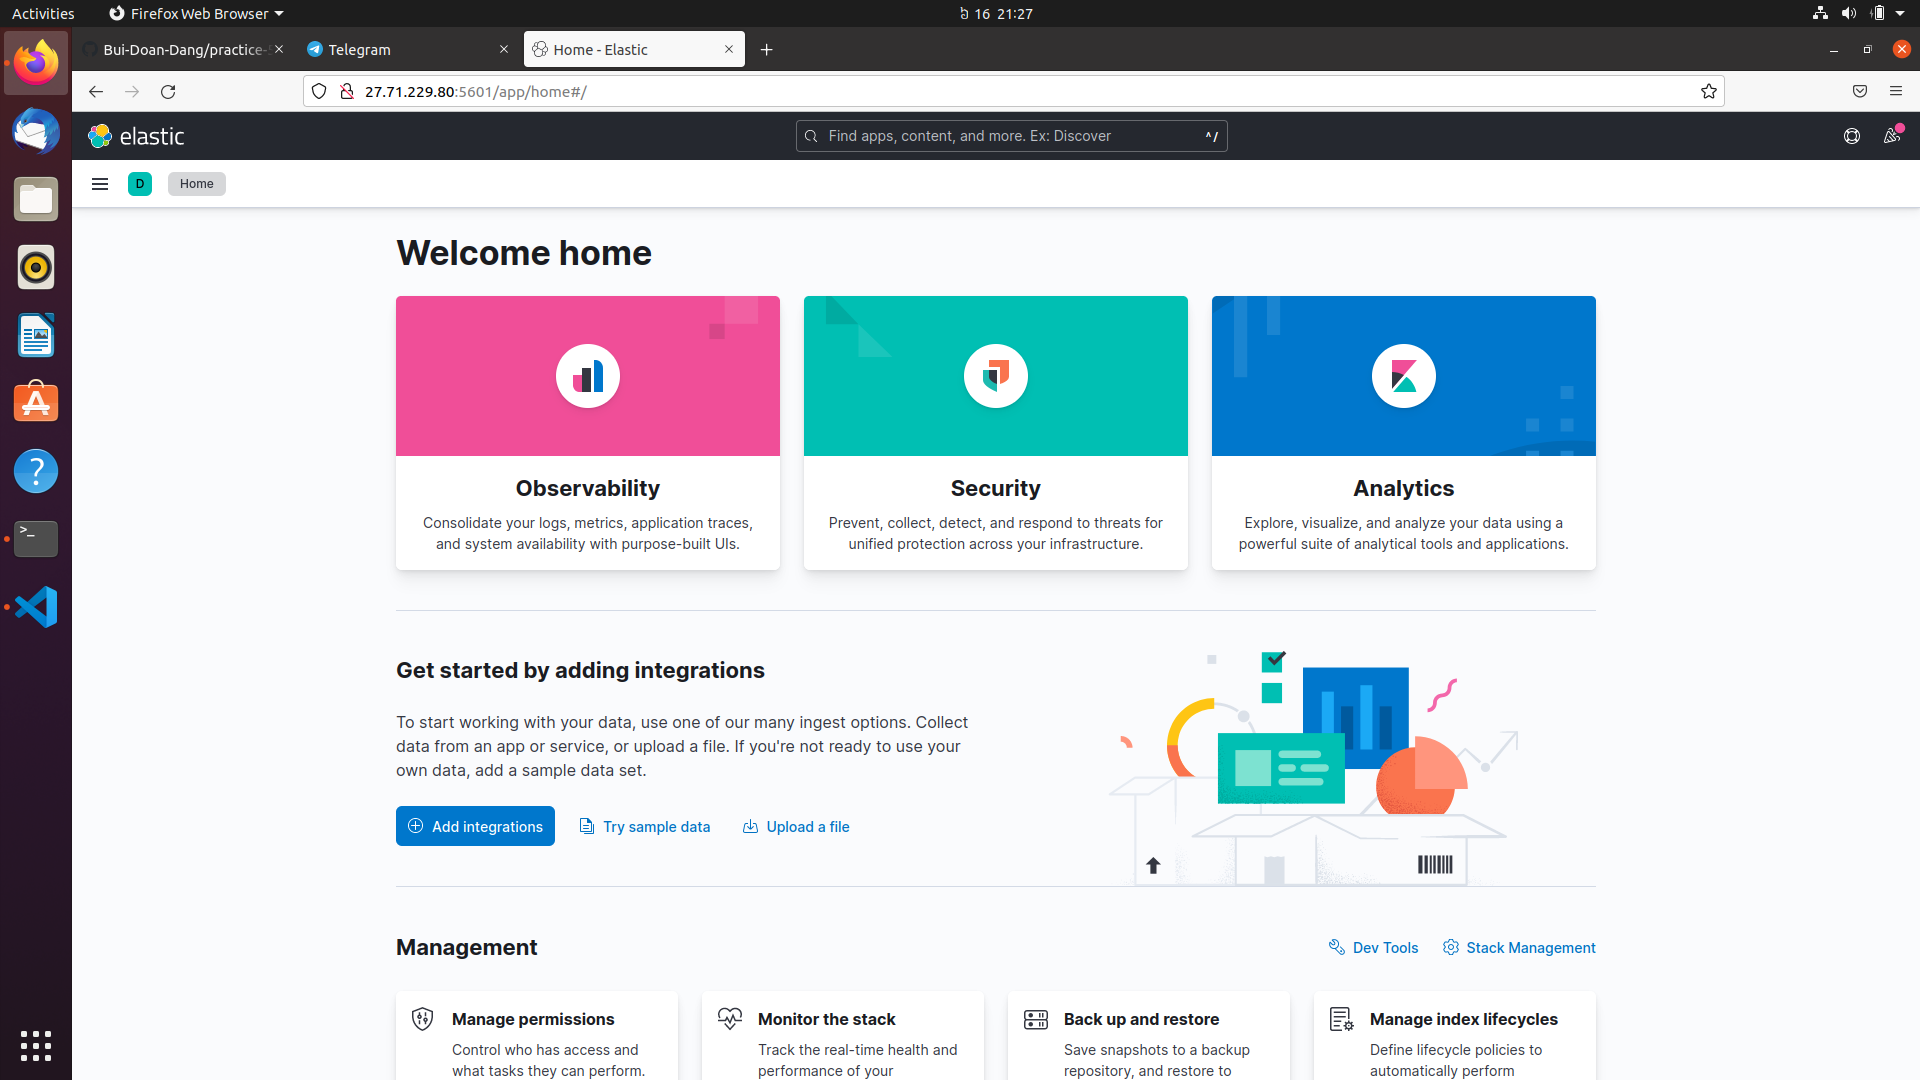 Activities
Firefox Web Browser
16 21:27
Bui-Doan-Dang/practice-
Telegram
Home - Elastic
27.71.229.80:5601/app/home#/
elastic
Find apps, content, and more. Ex: Discover
^/
D
Home
Welcome home
Observability
Consolidate your logs, metrics, application traces,
and system availability with purpose-built UIs.
Security
Prevent, collect, detect, and respond to threats for
unified protection across your infrastructure.
Analytics
Explore, visualize, and analyze your data using a
powerful suite of analytical tools and applications.
Get started by adding integrations
To start working with your data, use one of our many ingest options. Collect
data from an app or service, or upload a file. If you're not ready to use your
own data, add a sample data set.
Add integrations
Try sample data
Upload a file
Management
Dev Tools
Stack Management
Manage permissions
Control who has access and
what tasks they can perform.
Monitor the stack
Track the real-time health and
performance of your
Back up and restore
Save snapshots to a backup
repository, and restore to
Manage index lifecycles
Define lifecycle policies to
automatically perform